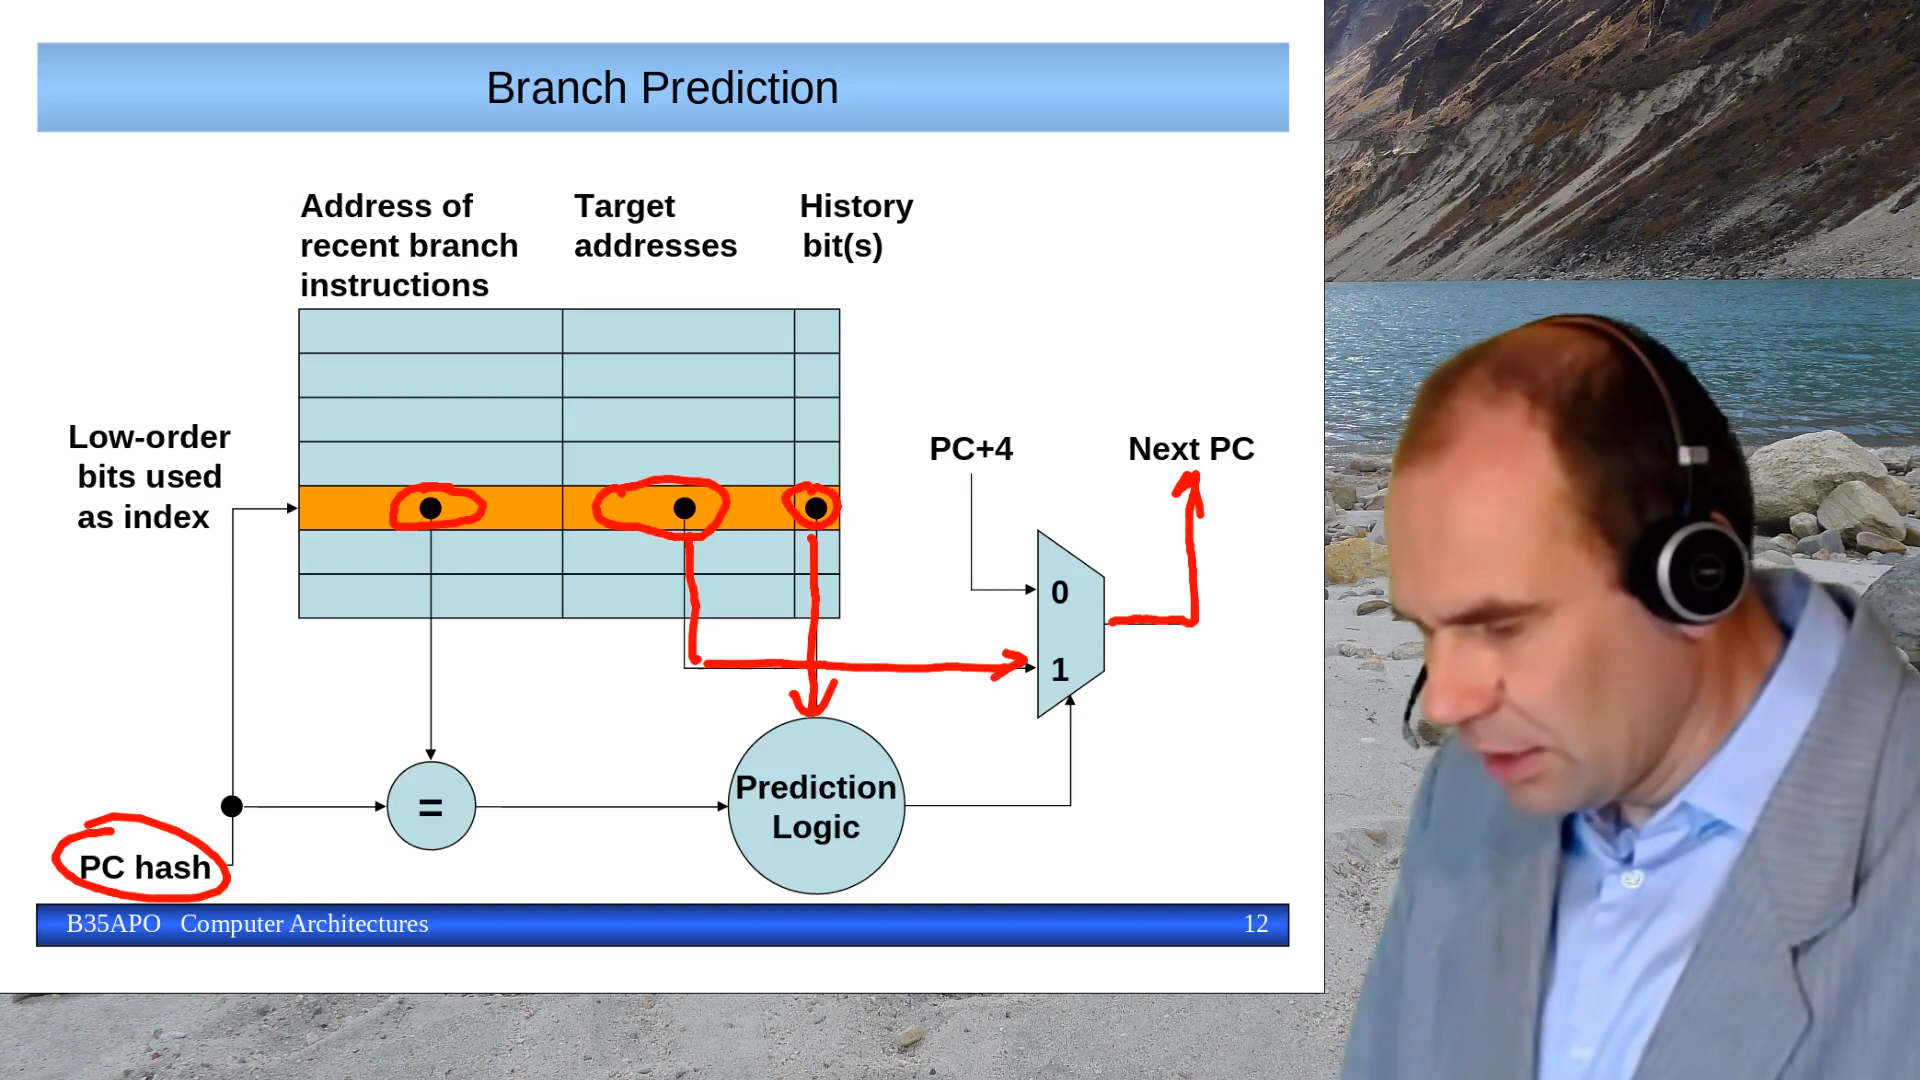 Branch Prediction
Address of
recent branch
instructions
Target
addresses
History
bit(s)
Low-order
bits used
as index
PC+4
Next PC
0
1
=
Prediction
Logic
PC hash
B35APO Computer Architectures
12